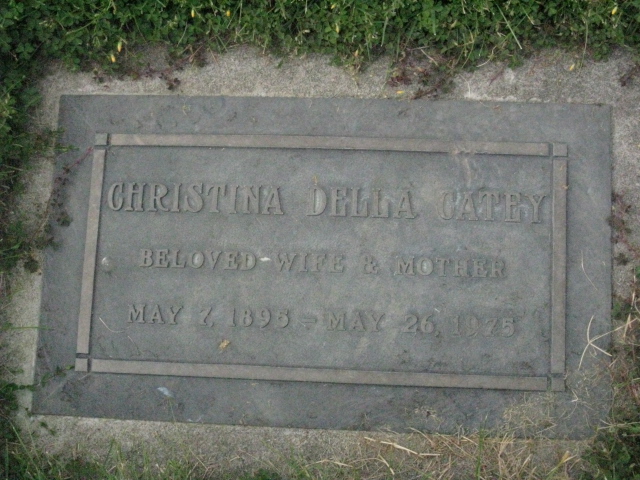 CHRISTINA DELLA CATEY
BELOVED WIFE & MOTHER
MAY 7, 1895 - MAY 26, 1975